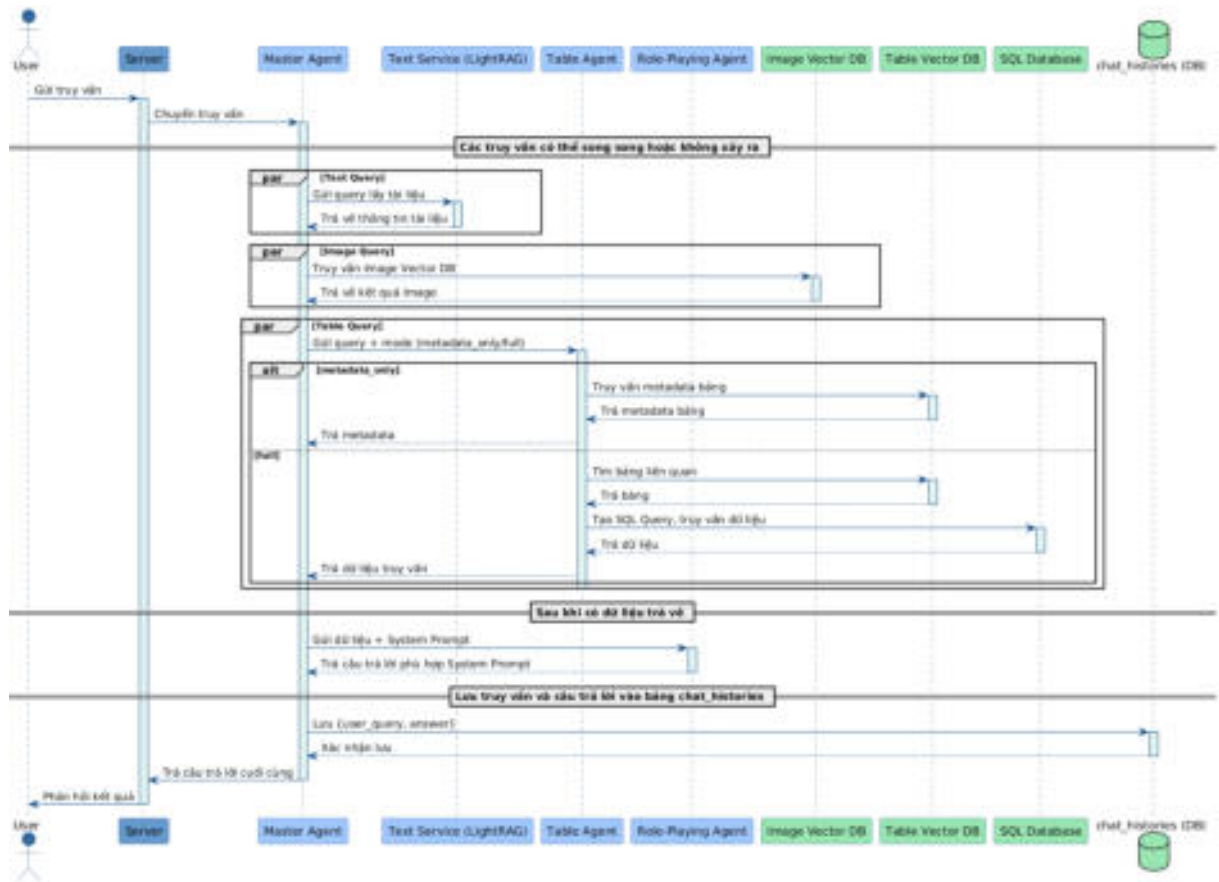 User
Server
Master Agent
Text Service (LightRAG)
Table Agent
Role-Playing Agent
Image Vector DB
Table Vector DB
SQL Database
chat_histories (DB)
Gửi truy vấn
Chuyển truy vấn
Các truy vấn có thể song song hoặc không xảy ra
par [Text Query]
Gửi query lấy tài liệu
Trả về thông tin tài liệu
par [Image Query]
Truy vấn Image Vector DB
Trả về kết quả image
par [Table Query]
Gửi query + mode (metadata_only/full)
alt [metadata_only]
Truy vấn metadata bảng
Trả metadata bảng
Trả metadata
[full]
Tìm bảng liên quan
Trả bảng
Tạo SQL Query, truy vấn dữ liệu
Trả dữ liệu
Trả dữ liệu truy vấn
Sau khi có dữ liệu trả về
Gửi dữ liệu + System Prompt
Trả câu trả lời phù hợp System Prompt
Lưu truy vấn và câu trả lời vào bảng chat_histories
Lưu (user_query, answer)
Xác nhận lưu
Trả câu trả lời cuối cùng
Phản hồi kết quả
User
Server
Master Agent
Text Service (LightRAG)
Table Agent
Role-Playing Agent
Image Vector DB
Table Vector DB
SQL Database
chat_histories (DB)